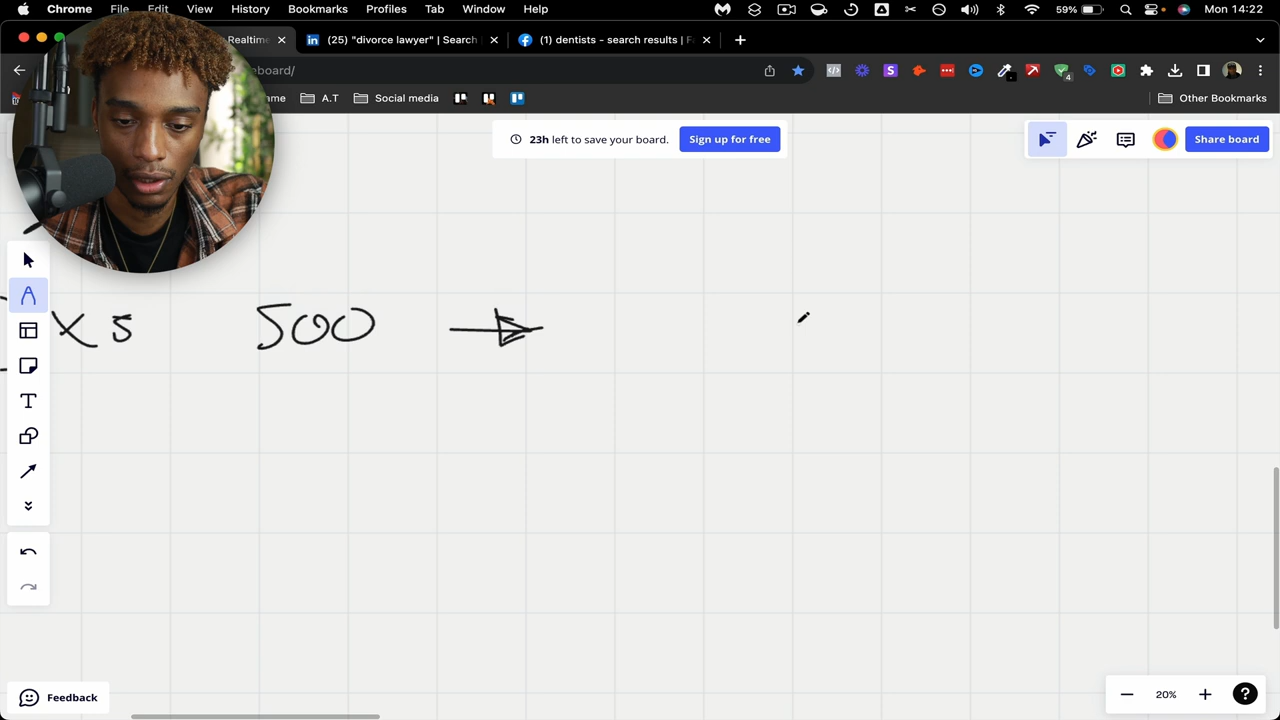 Chrome File Edit View History Bookmarks Profiles Tab Window Help 59% Mon 14:22
Realtime (25) "divorce lawyer" | Search (1) dentists - search results | F
eboard/
me A.T Social media Other Bookmarks
23h left to save your board. Sign up for free Share board
4
X 5 500
T
Feedback 20% ?